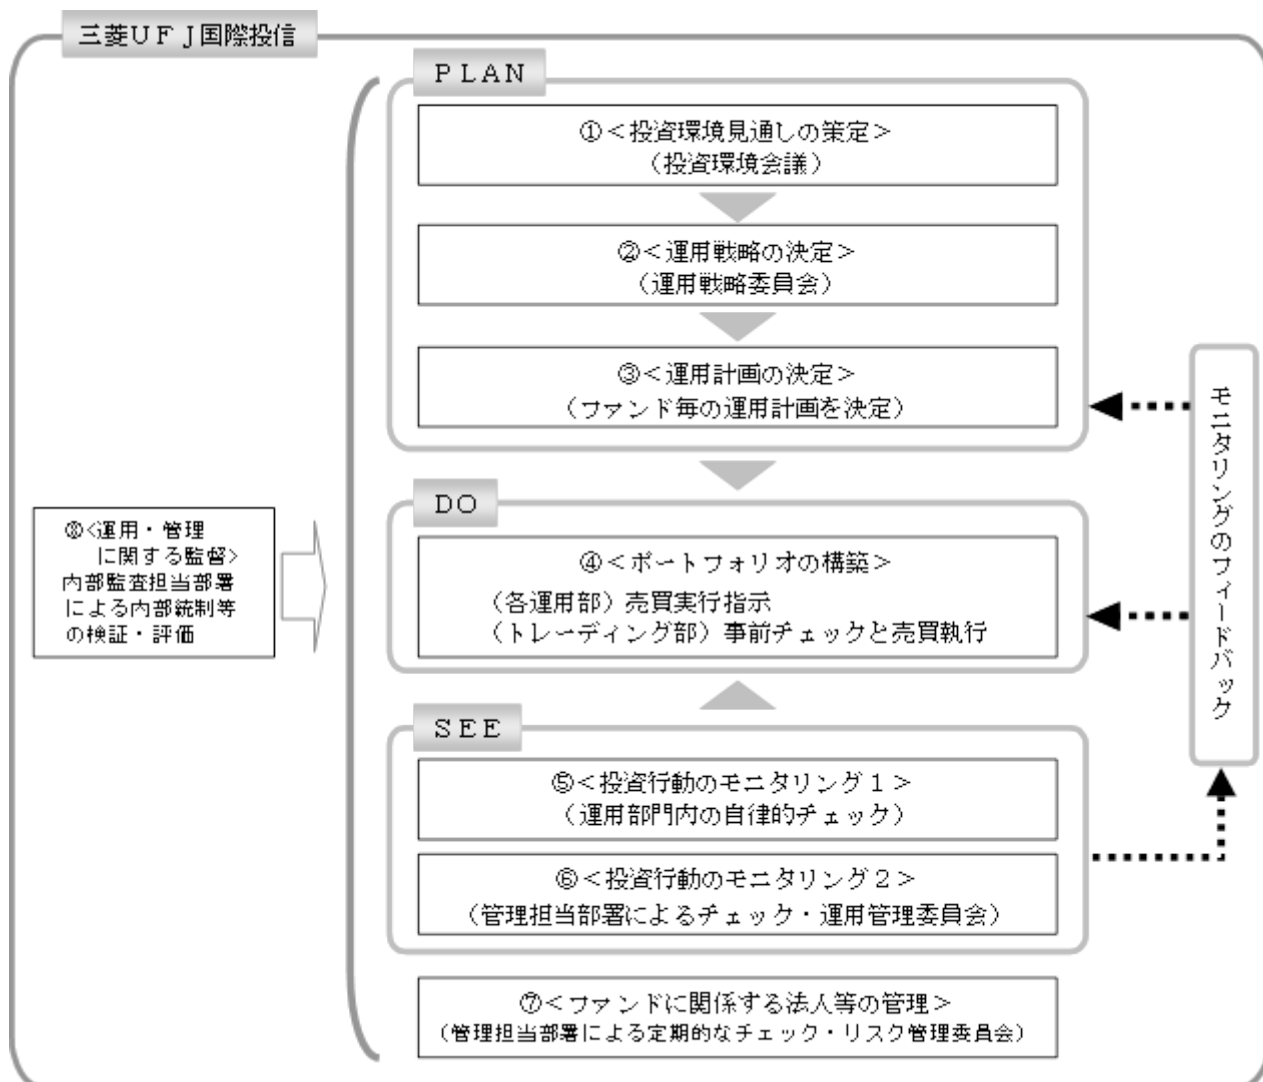 三菱ＵＦＪ国際投信
ＰＬＡＮ
①＜投資環境見通しの策定＞
（投資環境会議）
②＜運用戦略の決定＞
（運用戦略委員会）
③＜運用計画の決定＞
（ファンド毎の運用計画を決定）
ＤＯ
④＜ポートフォリオの構築＞
（各運用部）売買実行指示
（トレーディング部）事前チェックと売買執行
ＳＥＥ
⑤＜投資行動のモニタリング１＞
（運用部門内の自律的チェック）
⑥＜投資行動のモニタリング２＞
（管理担当部署によるチェック・運用管理委員会）
⑦＜ファンドに関係する法人等の管理＞
（管理担当部署による定期的なチェック・リスク管理委員会）
⑧＜運用・管理
に関する監督＞
内部監査担当部署
による内部統制等
の検証・評価
モニタリングのフィードバック